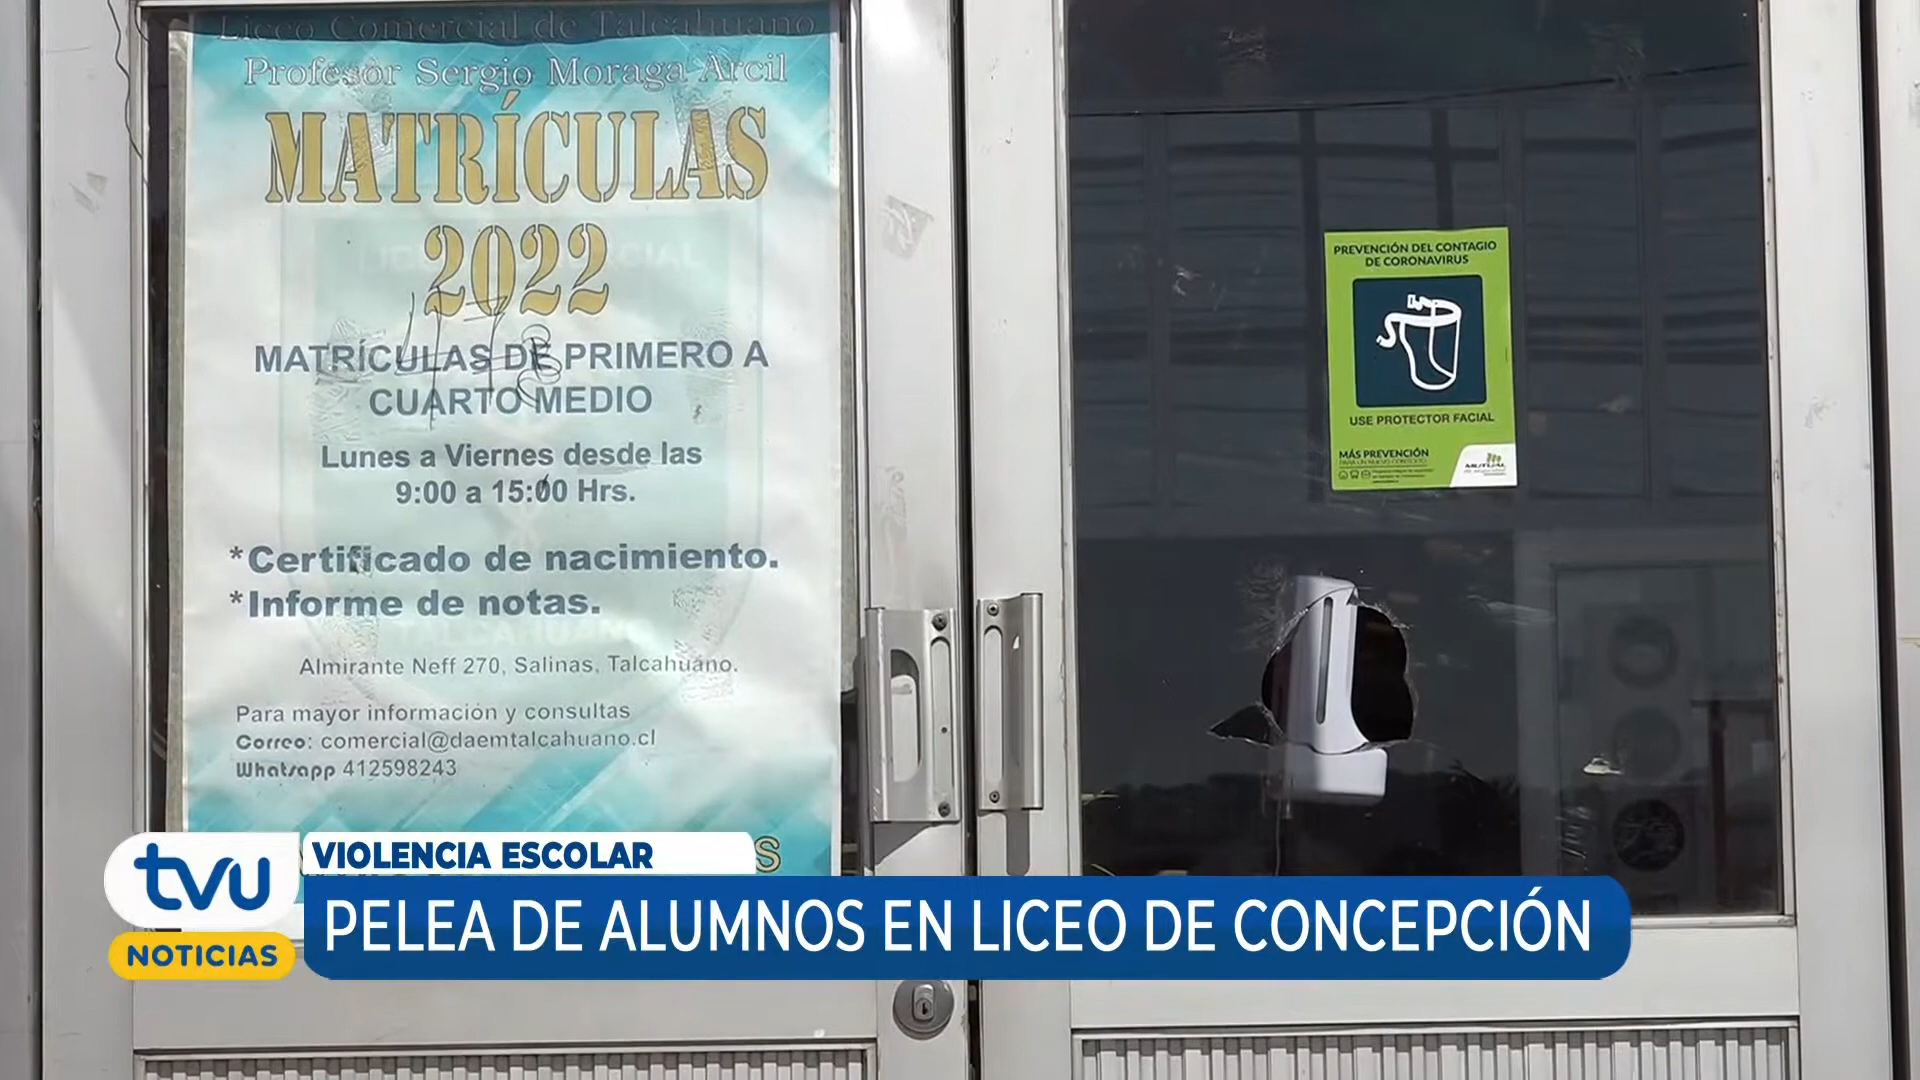 Liceo Comercial de Talcahuano
Profesor Sergio Moraga Arcil
MATRÍCULAS
2022
MATRÍCULAS DE PRIMERO A
CUARTO MEDIO
Lunes a Viernes desde las
9:00 a 15:00 Hrs.
*Certificado de nacimiento.
*Informe de notas.
Almirante Neff 270, Salinas, Talcahuano.
Para mayor información y consultas
Correo: comercial@daemtalcahuano.cl
Whatsapp 412598243
PREVENCIÓN DEL CONTAGIO
DE CORONAVIRUS
USE PROTECTOR FACIAL
MÁS PREVENCIÓN
MUTUAL
tvu
NOTICIAS
VIOLENCIA ESCOLAR
PELEA DE ALUMNOS EN LICEO DE CONCEPCIÓN